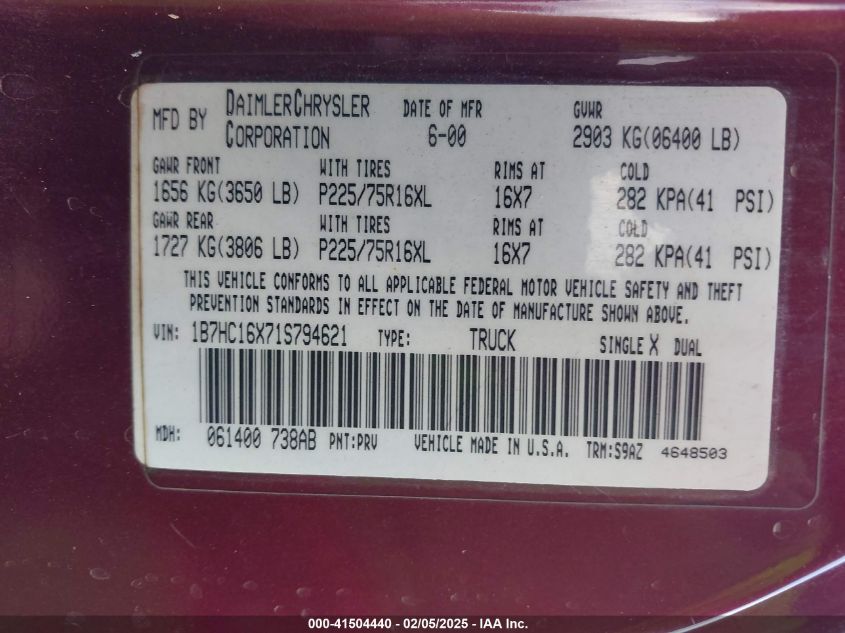 MFD BY DAIMLERCHRYSLER CORPORATION DATE OF MFR 6-00 GVWR 2903 KG(06400 LB)
GAWR FRONT WITH TIRES RIMS AT COLD
1656 KG(3650 LB) P225/75R16XL 16X7 282 KPA(41 PSI)
GAWR REAR WITH TIRES RIMS AT COLD
1727 KG(3806 LB) P225/75R16XL 16X7 282 KPA(41 PSI)
THIS VEHICLE CONFORMS TO ALL APPLICABLE FEDERAL MOTOR VEHICLE SAFETY AND THEFT
PREVENTION STANDARDS IN EFFECT ON THE DATE OF MANUFACTURE SHOWN ABOVE.
VIN: 1B7HC16X71S794621 TYPE: TRUCK SINGLE X DUAL
MDH: 061400 738AB PNT:PRV VEHICLE MADE IN U.S.A. TRM:S9AZ 4648503
000-41504440 - 02/05/2025 - IAA Inc.